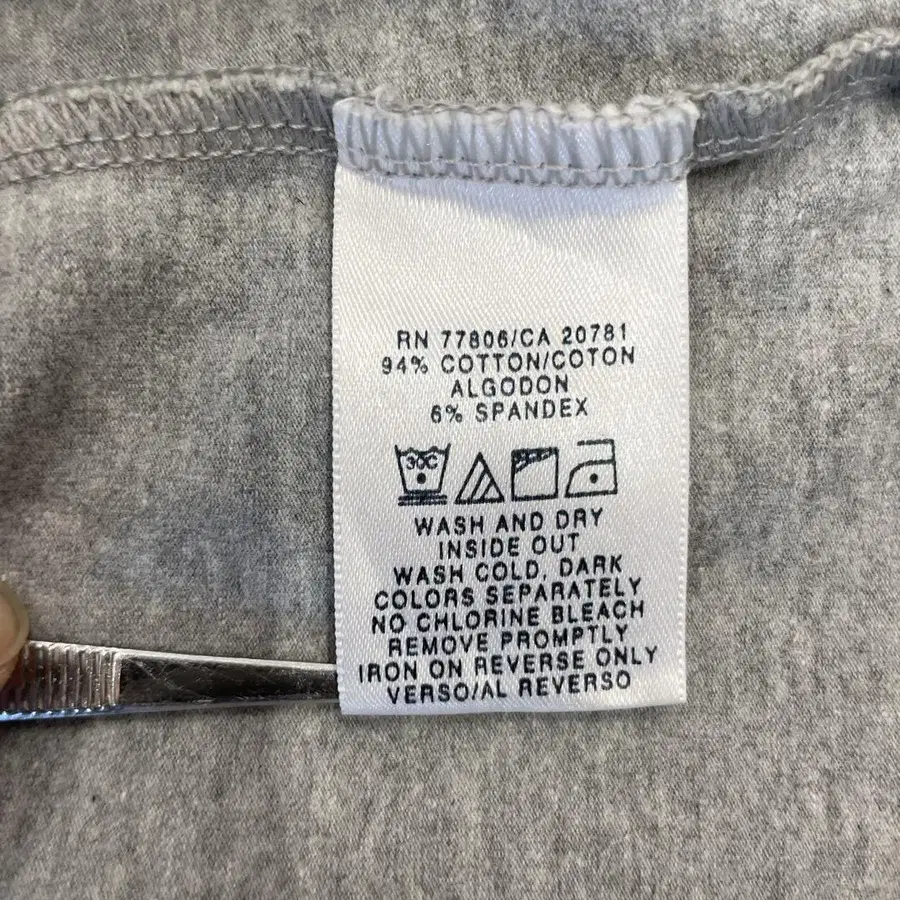 RN 77806/CA 20781
94% COTTON/COTON
ALGODON
6% SPANDEX
30C
WASH AND DRY
INSIDE OUT
WASH COLD, DARK
COLORS SEPARATELY
NO CHLORINE BLEACH
REMOVE PROMPTLY
IRON ON REVERSE ONLY
VERSO/AL REVERSO